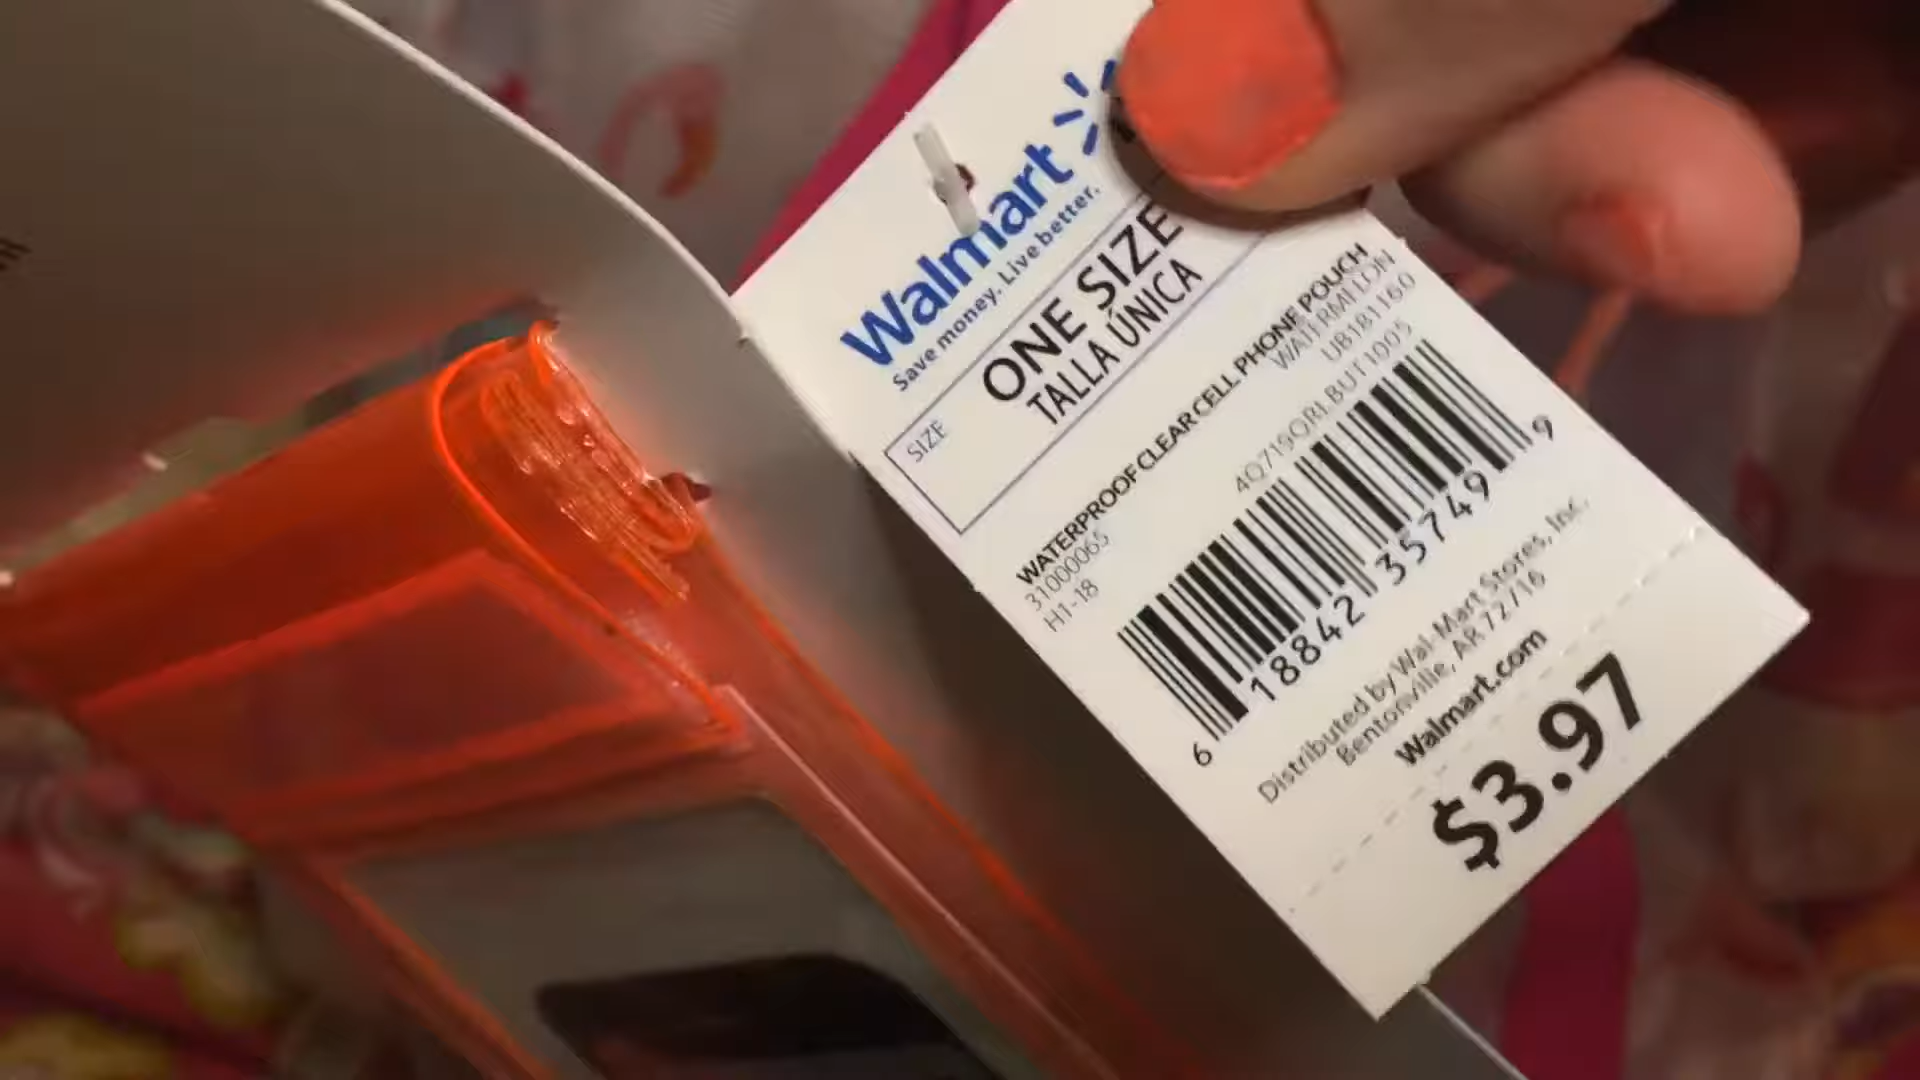 Walmart
Save money. Live better.
SIZE
ONE SIZE
TALLA ÚNICA
WATERPROOF CLEAR CELL PHONE POUCH
31000065
WATERMELON
H1-18
UB181160
4Q719ORLBUT1005
6 18842 35749 9
Distributed by Wal-Mart Stores, Inc.
Bentonville, AR 72716
Walmart.com
$3.97